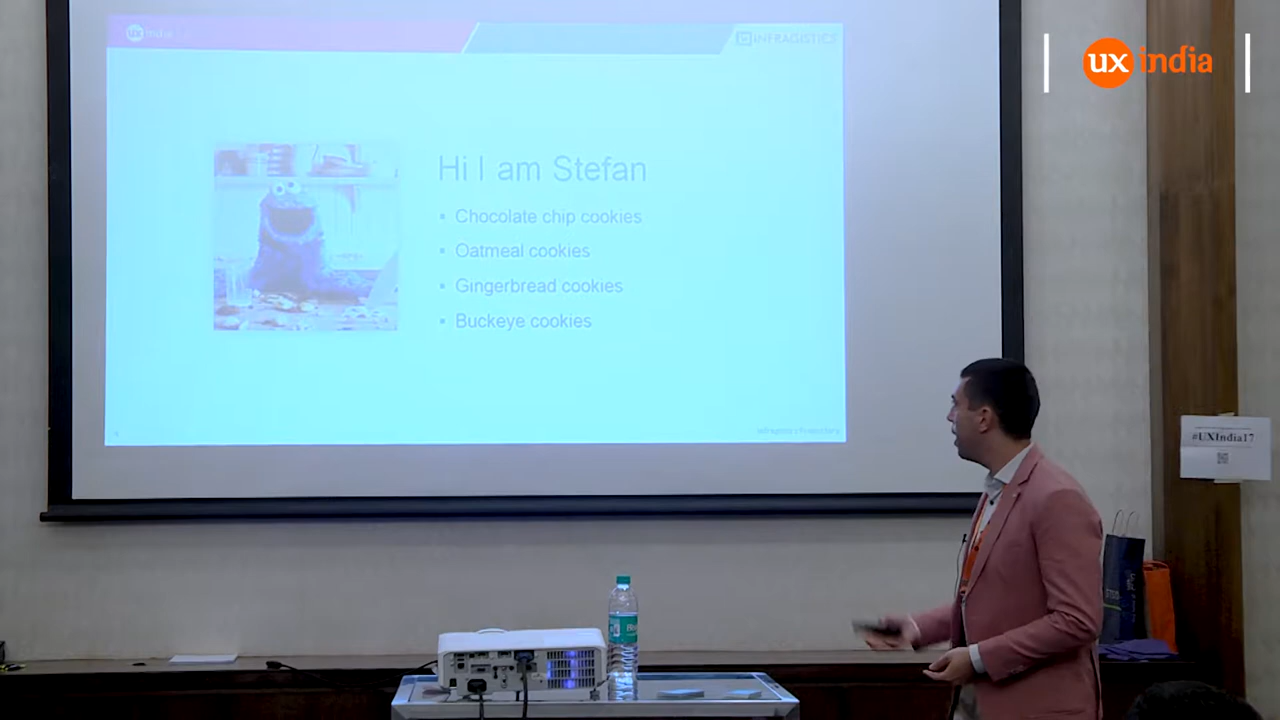 ux india
INFRAGISTICS
ux india
Hi I am Stefan
Chocolate chip cookies
Oatmeal cookies
Gingerbread cookies
Buckeye cookies
#UXIndia17